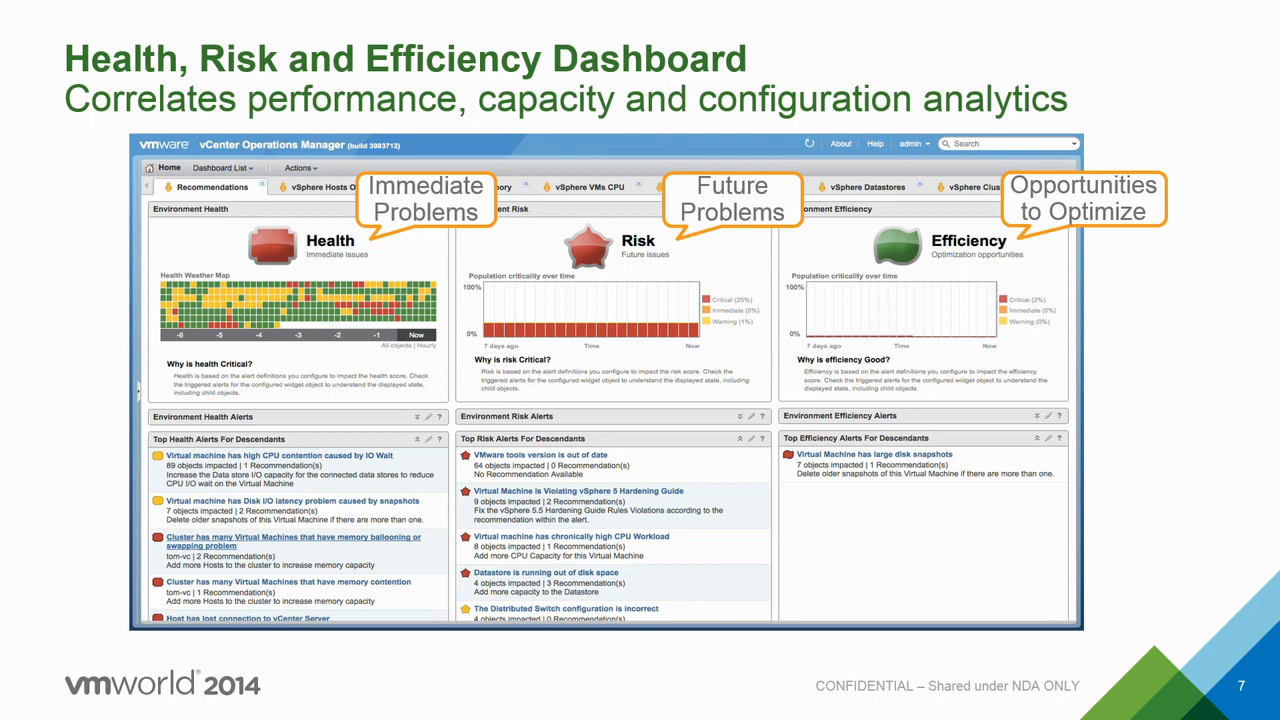 Health, Risk and Efficiency Dashboard
Correlates performance, capacity and configuration analytics
vmware vCenter Operations Manager (build 3993712)
About Help admin Search
Home Dashboard List Actions
Recommendations
vSphere Hosts O
ory
vSphere VMs CPU
vSphere Datastores
vSphere Clus
Immediate
Problems
Future
Problems
Opportunities
to Optimize
Environment Health
Health
Immediate issues
Health Weather Map
-6 -5 -4 -3 -2 -1 Now
All objects | Hourly
Why is health Critical?
Health is based on the alert definitions you configure to impact the health score. Check
the triggered alerts for the configured widget object to understand the displayed state,
including child objects.
Environment Health Alerts
Top Health Alerts For Descendants
Virtual machine has high CPU contention caused by IO Wait
89 objects impacted | 1 Recommendation(s)
Increase the Data store I/O capacity for the connected data stores to reduce
CPU I/O wait on the Virtual Machine
Virtual machine has Disk I/O latency problem caused by snapshots
7 objects impacted | 2 Recommendation(s)
Delete older snapshots of this Virtual Machine if there are more than one.
Cluster has many Virtual Machines that have memory ballooning or
swapping problem
tom-vc | 2 Recommendation(s)
Add more Hosts to the cluster to increase memory capacity
Cluster has many Virtual Machines that have memory contention
tom-vc | 1 Recommendation(s)
Add more Hosts to the cluster to increase memory capacity
Host has lost connection to vCenter Server
nt Risk
Risk
Future issues
Population criticality over time
100%
0%
7 days ago Time Now
Critical (25%)
Immediate (0%)
Warning (1%)
Why is risk Critical?
Risk is based on the alert definitions you configure to impact the risk score. Check the
triggered alerts for the configured widget object to understand the displayed state, including
child objects.
Environment Risk Alerts
Top Risk Alerts For Descendants
VMware tools version is out of date
64 objects impacted | 0 Recommendation(s)
No Recommendation Available
Virtual Machine is Violating vSphere 5 Hardening Guide
9 objects impacted | 2 Recommendation(s)
Fix the vSphere 5.5 Hardening Guide Rules Violations according to the
recommendation within the alert.
Virtual machine has chronically high CPU Workload
8 objects impacted | 1 Recommendation(s)
Add more CPU Capacity for this Virtual Machine
Datastore is running out of disk space
4 objects impacted | 3 Recommendation(s)
Add more capacity to the Datastore
The Distributed Switch configuration is incorrect
4 objects impacted | 0 Recommendation(s)
onment Efficiency
Efficiency
Optimization opportunities
Population criticality over time
100%
0%
7 days ago Time Now
Critical (2%)
Immediate (0%)
Warning (0%)
Why is efficiency Good?
Efficiency is based on the alert definitions you configure to impact the efficiency
score. Check the triggered alerts for the configured widget object to understand the
displayed state, including child objects.
Environment Efficiency Alerts
Top Efficiency Alerts For Descendants
Virtual Machine has large disk snapshots
7 objects impacted | 1 Recommendation(s)
Delete older snapshots of this Virtual Machine if there are more than one.
vmworld® 2014
CONFIDENTIAL – Shared under NDA ONLY
7